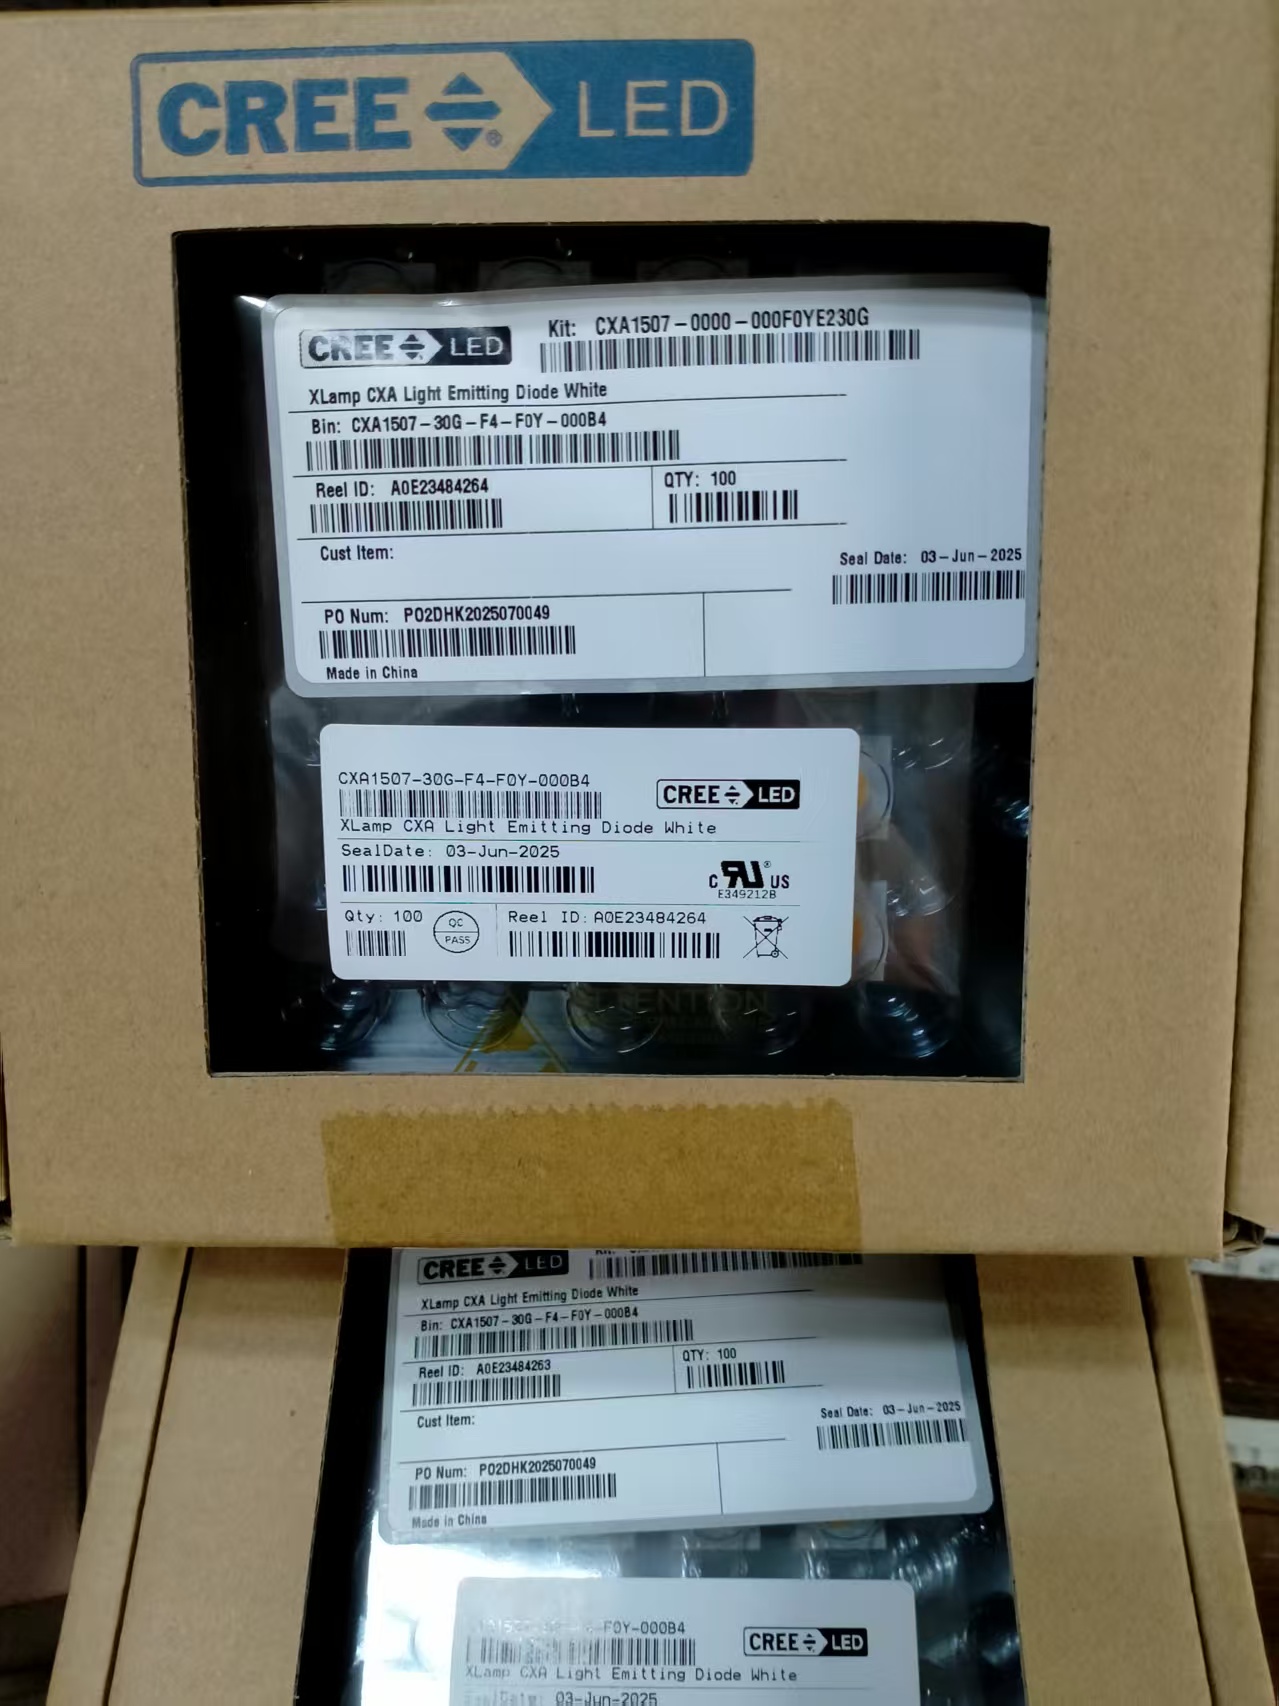 CREE LED
CREE LED
Kit: CXA1507-0000-000F0YE230G
XLamp CXA Light Emitting Diode White
Bin: CXA1507-30G-F4-F0Y-000B4
Reel ID: A0E23484264
QTY: 100
Cust Item:
Seal Date: 03-Jun-2025
PO Num: PO2DHK2025070049
Made in China
CXA1507-30G-F4-F0Y-000B4
CREE LED
XLamp CXA Light Emitting Diode White
SealDate: 03-Jun-2025
C RU US
E349212B
Qty: 100
QC
PASS
Reel ID: A0E23484264
ATTENTION
CREE LED
XLamp CXA Light Emitting Diode White
Bin: CXA1507-30G-F4-F0Y-000B4
Reel ID: A0E23484263
QTY: 100
Cust Item:
Seal Date: 03-Jun-2025
PO Num: PO2DHK2025070049
Made in China
F0Y-000B4
CREE LED
XLamp CXA Light Emitting Diode White
SealDate: 03-Jun-2025